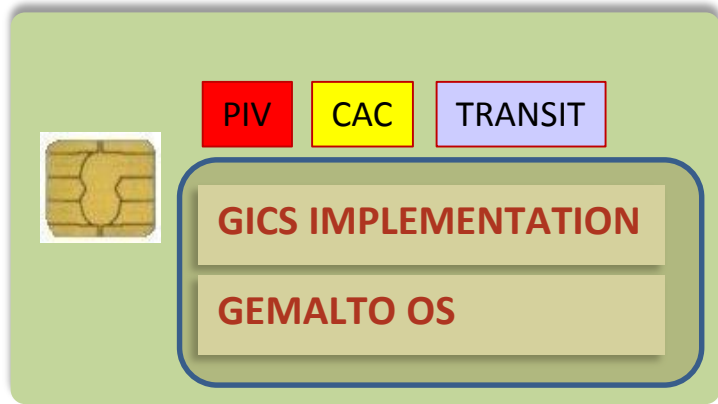 PIV CAC TRANSIT
GICS IMPLEMENTATION
GEMALTO OS